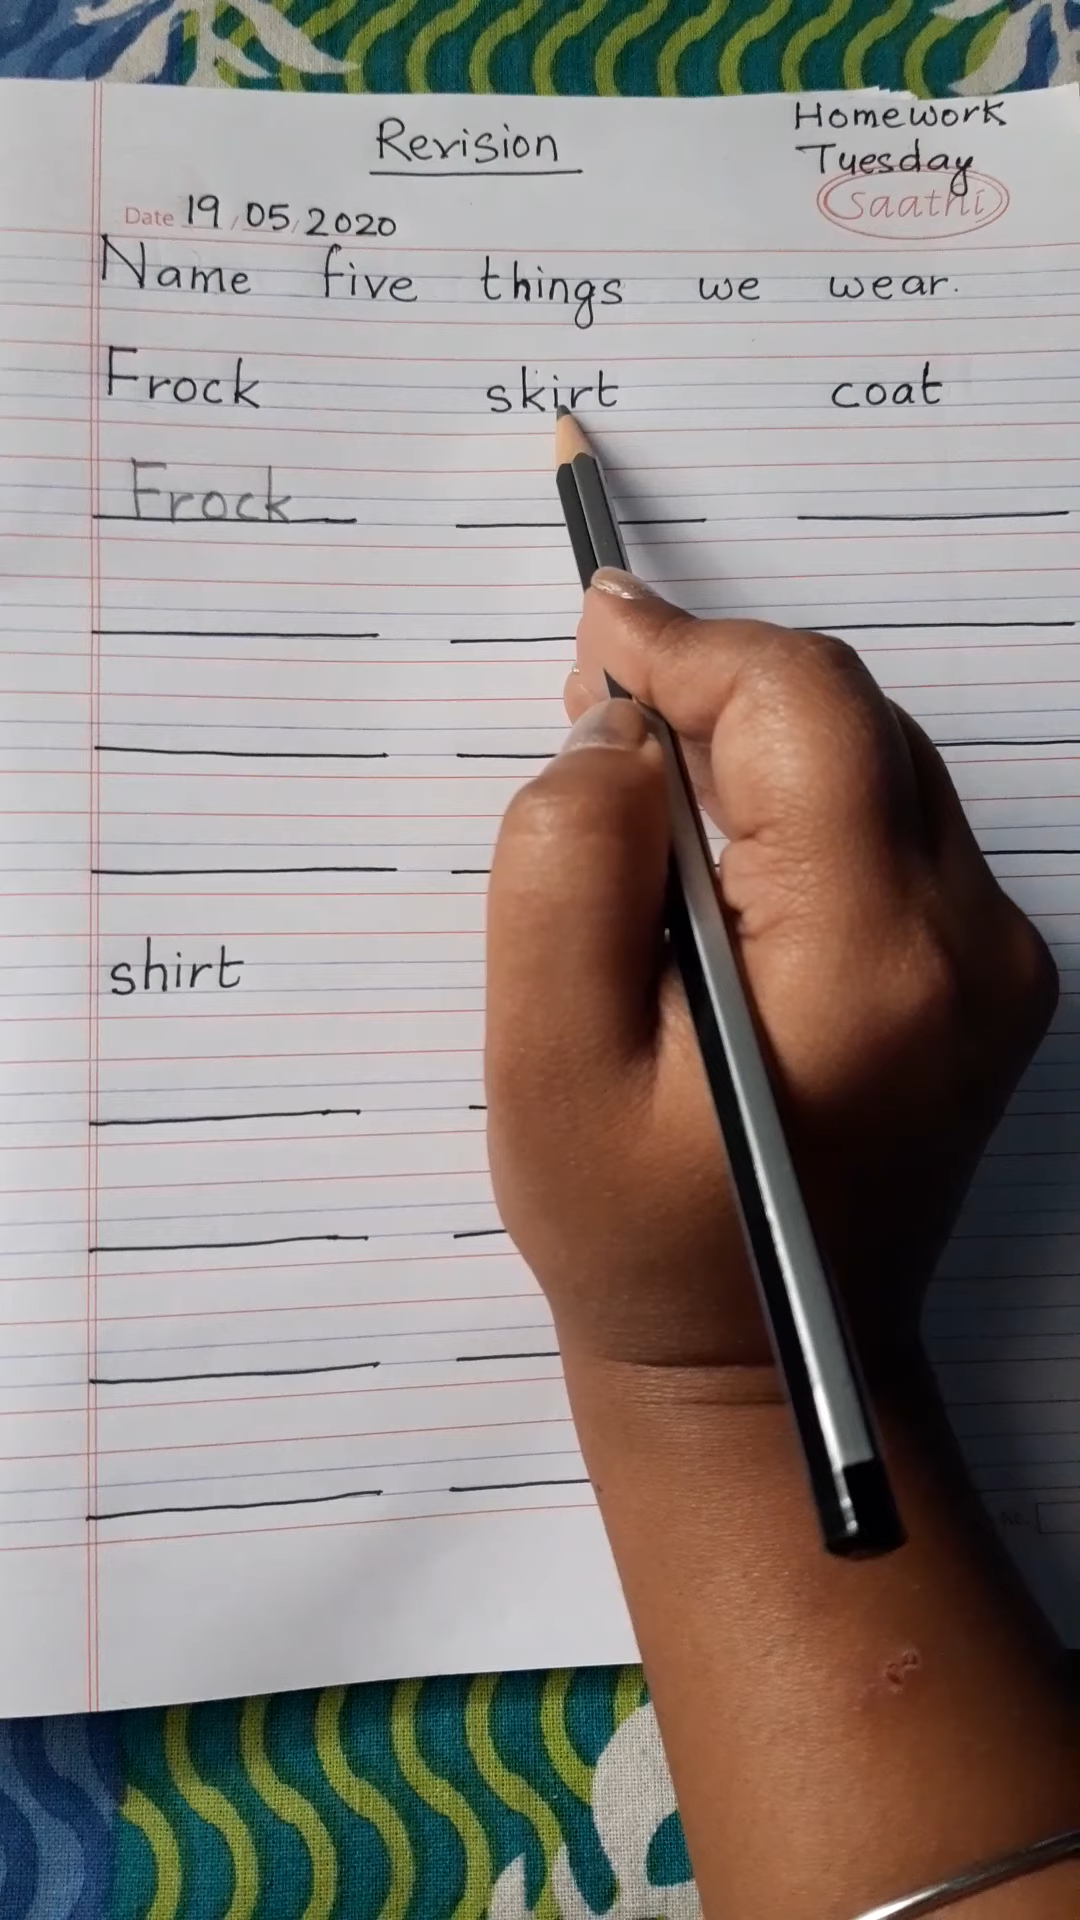 Homework
Revision
Tuesday
Saathi
Date 19/05/2020
Name five things we wear.
Frock skirt coat
Frock
shirt